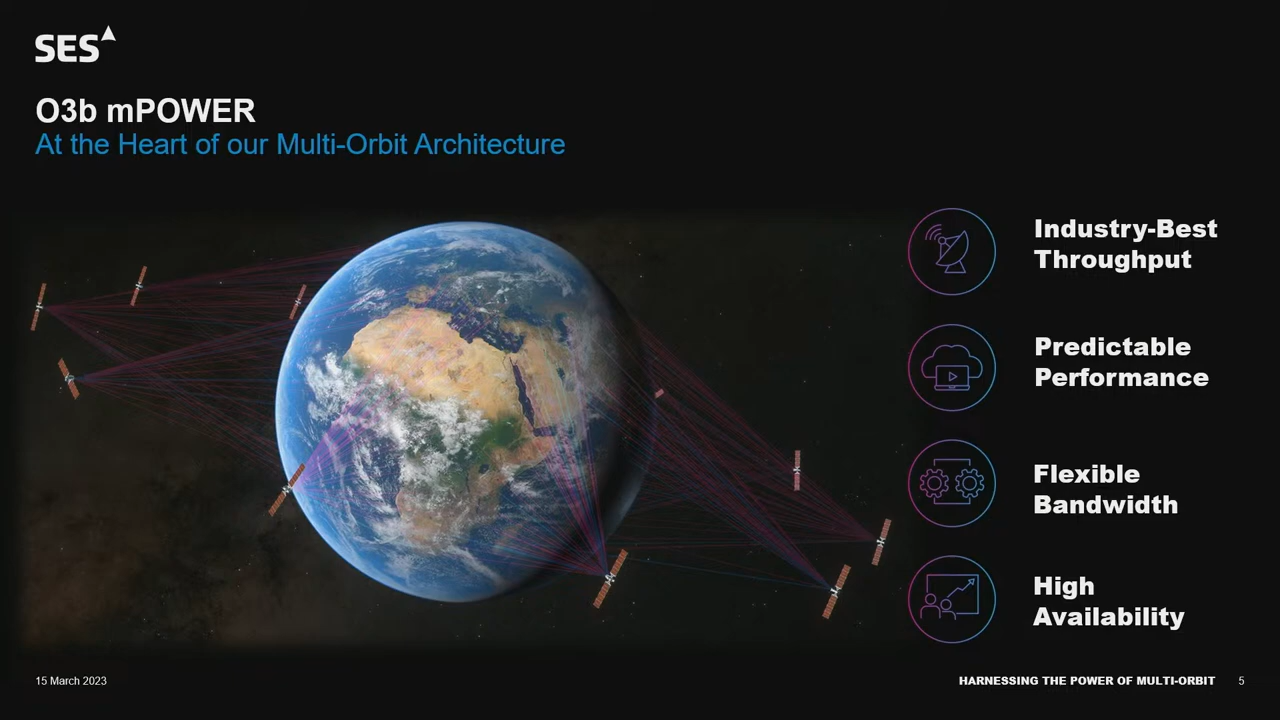 SES
O3b mPOWER
At the Heart of our Multi-Orbit Architecture
Industry-Best
Throughput
Predictable
Performance
Flexible
Bandwidth
High
Availability
15 March 2023
HARNESSING THE POWER OF MULTI-ORBIT
5